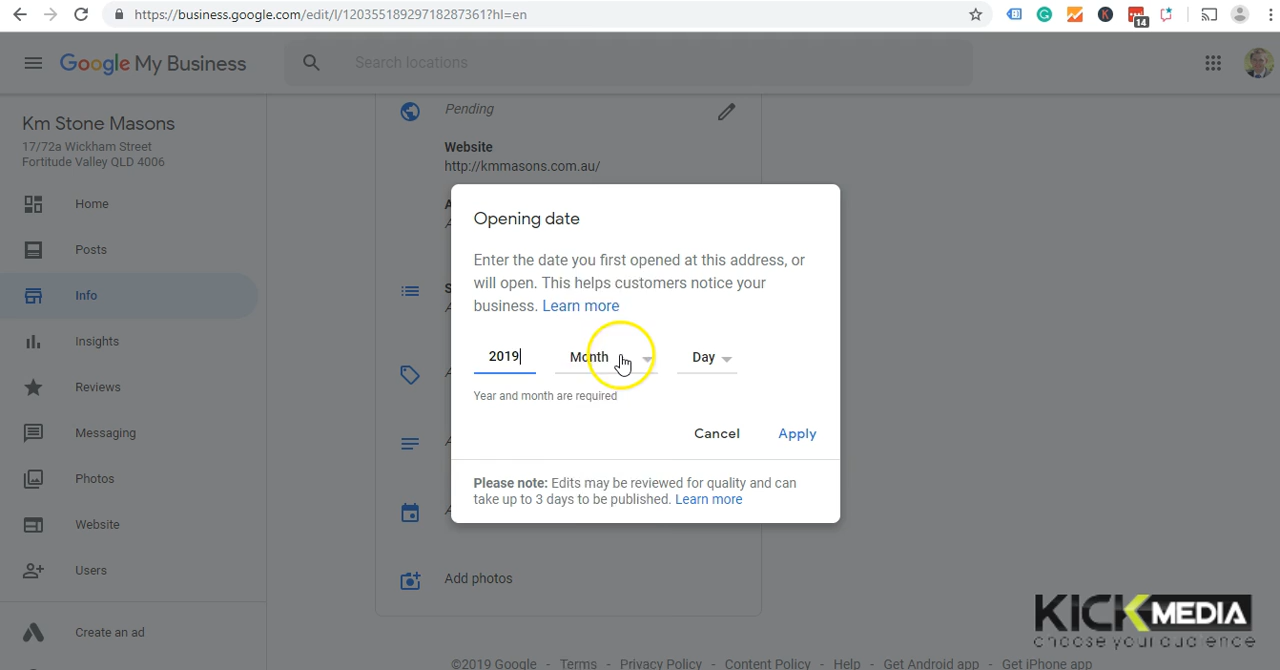 https://business.google.com/edit/l/12035518929718287361?hl=en
14
Google My Business
Search locations
Km Stone Masons
17/72a Wickham Street
Fortitude Valley QLD 4006
Home
Posts
Info
Insights
Reviews
Messaging
Photos
Website
Users
Create an ad
Pending
Website
http://kmmasons.com.au/
Opening date
Enter the date you first opened at this address, or
will open. This helps customers notice your
business. Learn more
2019 Month Day
Year and month are required
Cancel Apply
Please note: Edits may be reviewed for quality and can
take up to 3 days to be published. Learn more
Add photos
©2019 Google - Terms - Privacy Policy - Content Policy - Help - Get Android app - Get iPhone app
KICKMEDIA
choose your audience